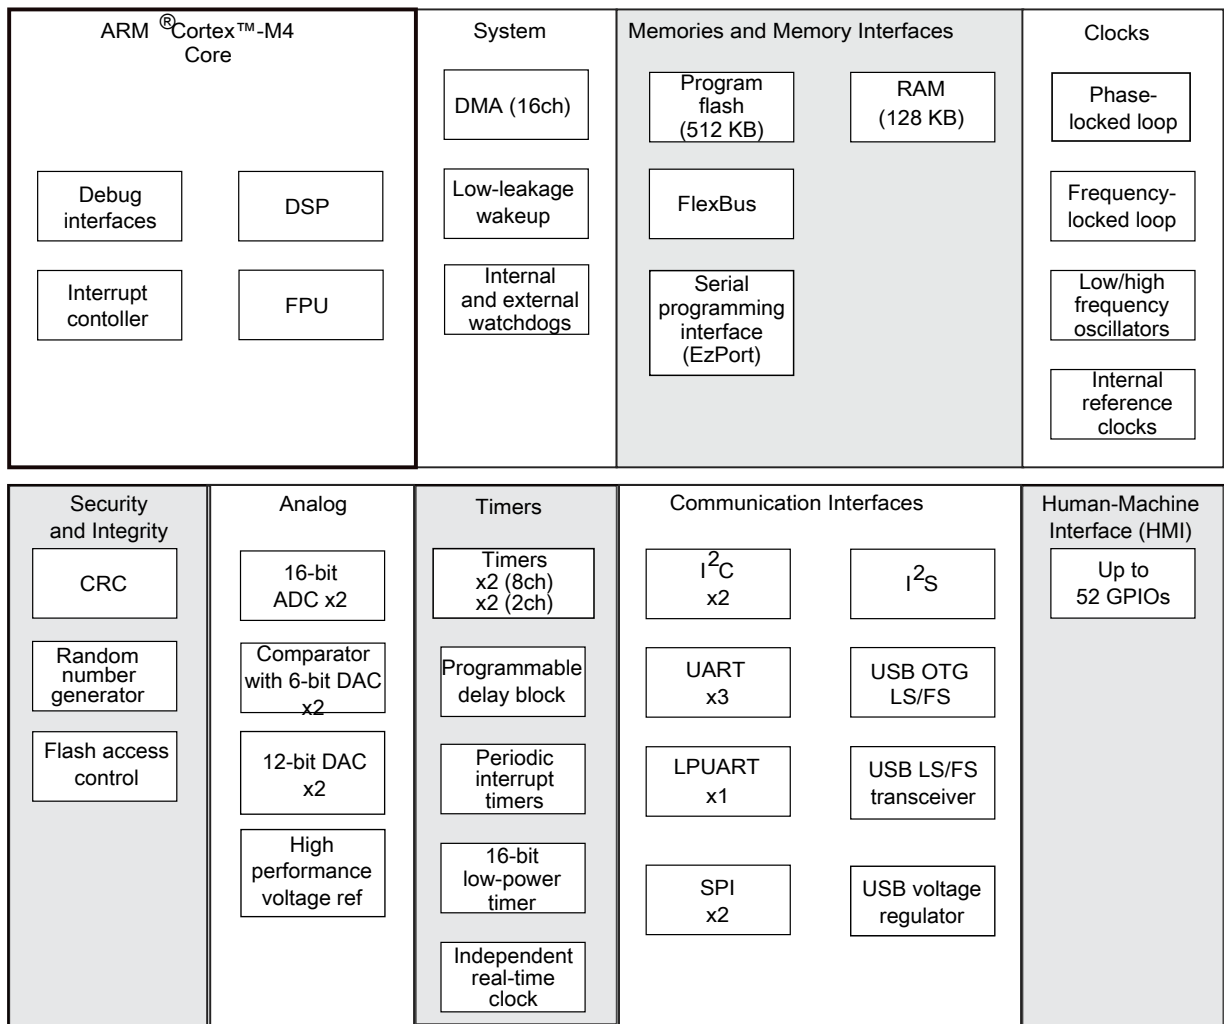 ARM ®Cortex™-M4
Core
Debug
interfaces
DSP
Interrupt
contoller
FPU
System
DMA (16ch)
Low-leakage
wakeup
Internal
and external
watchdogs
Memories and Memory Interfaces
Program
flash
(512 KB)
RAM
(128 KB)
FlexBus
Serial
programming
interface
(EzPort)
Clocks
Phase-
locked loop
Frequency-
locked loop
Low/high
frequency
oscillators
Internal
reference
clocks
Security
and Integrity
CRC
Random
number
generator
Flash access
control
Analog
16-bit
ADC x2
Comparator
with 6-bit DAC
x2
12-bit DAC
x2
High
performance
voltage ref
Timers
Timers
x2 (8ch)
x2 (2ch)
Programmable
delay block
Periodic
interrupt
timers
16-bit
low-power
timer
Independent
real-time
clock
Communication Interfaces
I²C
x2
I²S
UART
x3
USB OTG
LS/FS
LPUART
x1
USB LS/FS
transceiver
SPI
x2
USB voltage
regulator
Human-Machine
Interface (HMI)
Up to
52 GPIOs